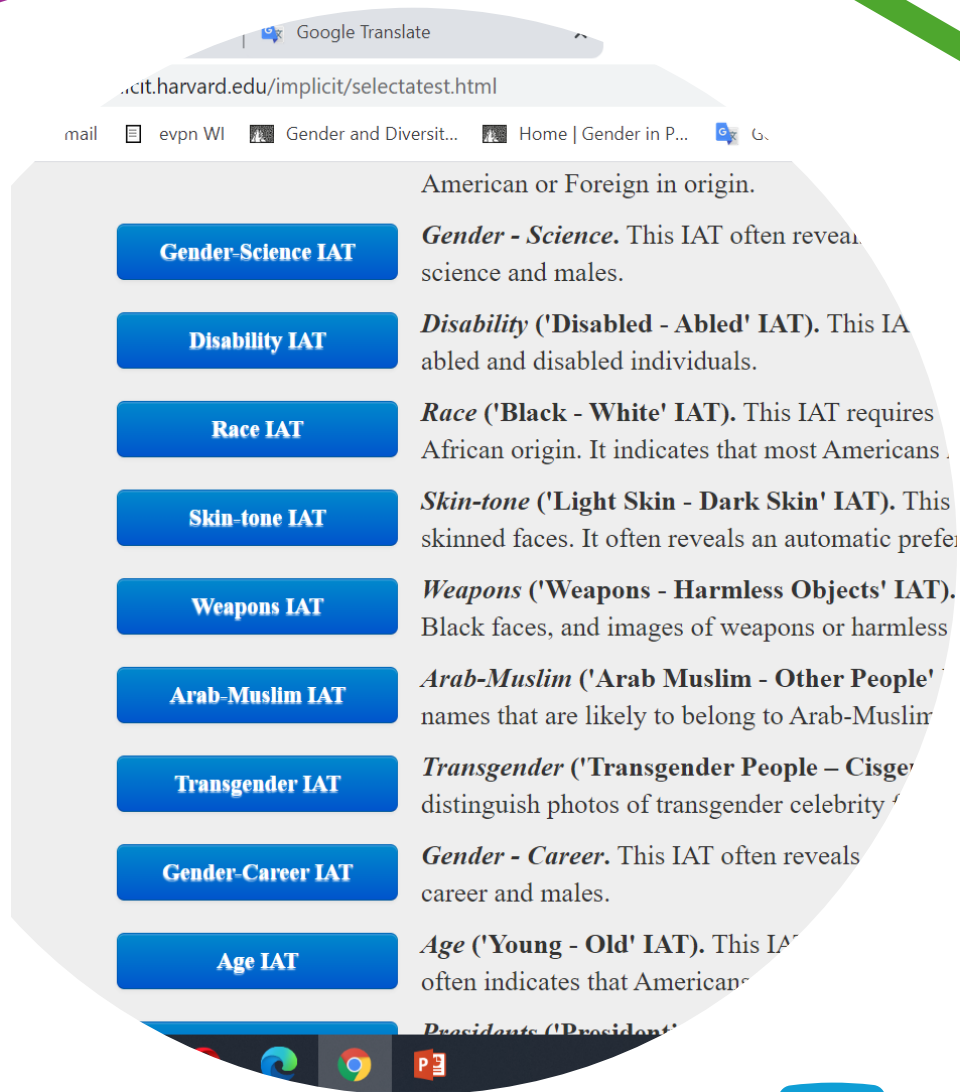 Google Translate
.harvard.edu/implicit/selectatest.html
mail evpn WI Gender and Diversit... Home | Gender in P...
American or Foreign in origin.
Gender-Science IAT
Gender - Science. This IAT often
science and males.
Disability IAT
Disability ('Disabled - Abled' IAT). This
abled and disabled individuals.
Race IAT
Race ('Black - White' IAT). This IAT requires
African origin. It indicates that most Americans
Skin-tone IAT
Skin-tone ('Light Skin - Dark Skin' IAT). This
skinned faces. It often reveals an automatic
Weapons IAT
Weapons ('Weapons - Harmless Objects' IAT).
Black faces, and images of weapons or harmless
Arab-Muslim IAT
Arab-Muslim ('Arab Muslim - Other People'
names that are likely to belong to Arab-Muslim
Transgender IAT
Transgender ('Transgender People –
distinguish photos of transgender celebrity
Gender-Career IAT
Gender - Career. This IAT often reveals
career and males.
Age IAT
Age ('Young - Old' IAT). This
often indicates that Americans